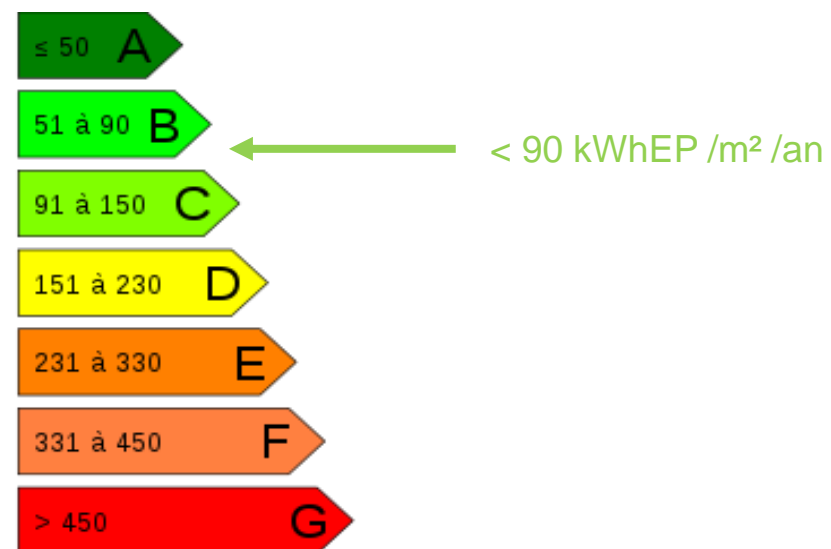 ≤ 50 A
51 à 90 B
< 90 kWhEP /m² /an
91 à 150 C
151 à 230 D
231 à 330 E
331 à 450 F
> 450 G